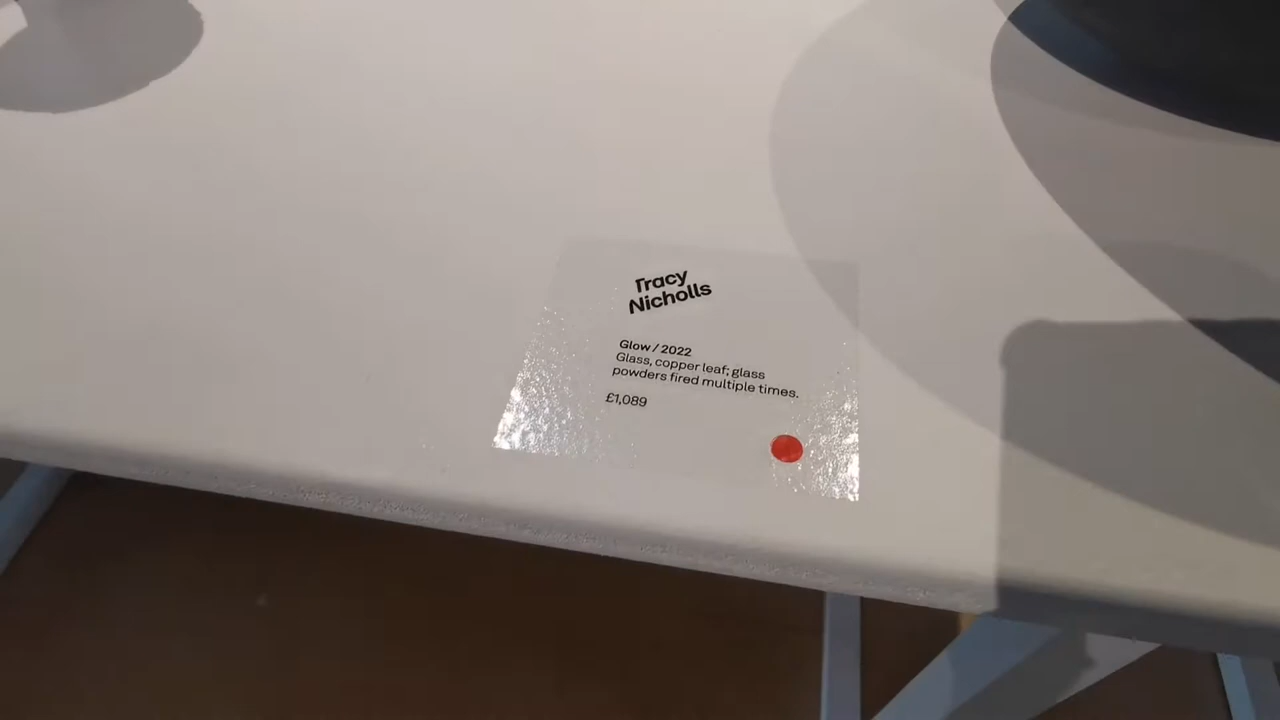 Tracy
Nicholls
Glow / 2022
Glass, copper leaf; glass
powders fired multiple times.
£1,089